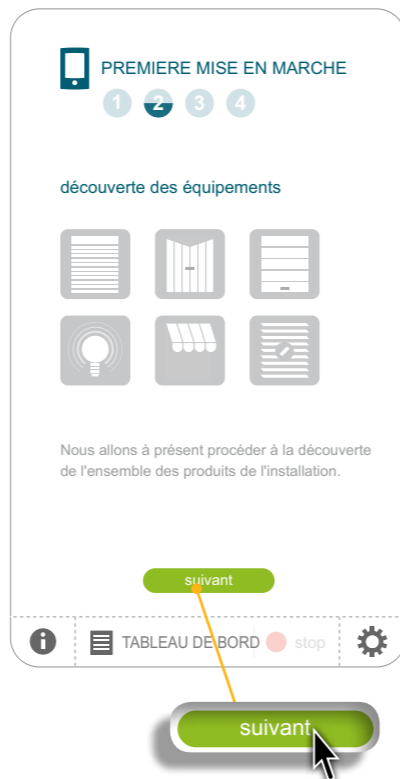 PREMIERE MISE EN MARCHE
1 2 3 4
découverte des équipements
Nous allons à présent procéder à la découverte
de l'ensemble des produits de l'installation.
suivant
i TABLEAU DE BORD stop
suivant